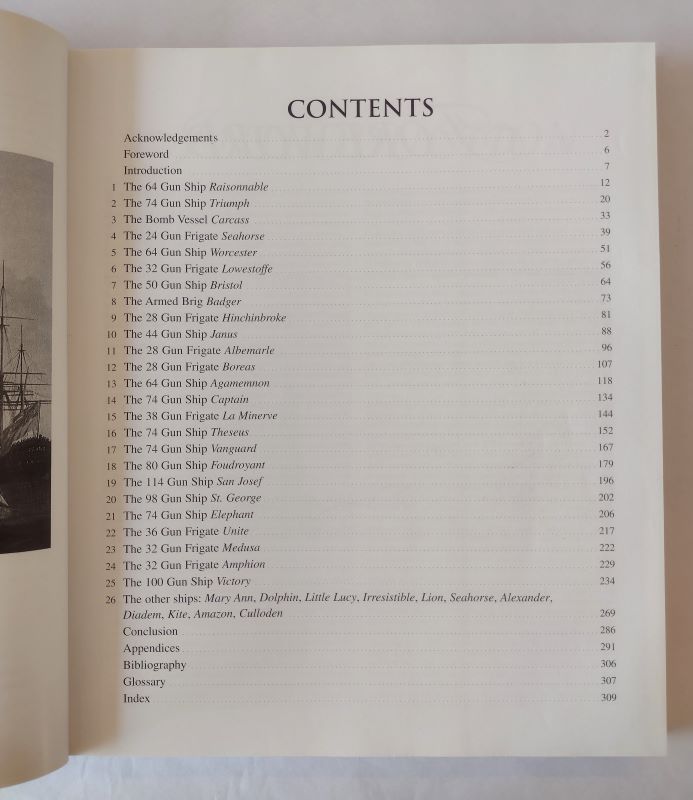 CONTENTS
Acknowledgements 2
Foreword 6
Introduction 7
1 The 64 Gun Ship Raisonnable 12
2 The 74 Gun Ship Triumph 20
3 The Bomb Vessel Carcass 33
4 The 24 Gun Frigate Seahorse 39
5 The 64 Gun Ship Worcester 51
6 The 32 Gun Frigate Lowestoffe 56
7 The 50 Gun Ship Bristol 64
8 The Armed Brig Badger 73
9 The 28 Gun Frigate Hinchinbroke 81
10 The 44 Gun Ship Janus 88
11 The 28 Gun Frigate Albemarle 96
12 The 28 Gun Frigate Boreas 107
13 The 64 Gun Ship Agamemnon 118
14 The 74 Gun Ship Captain 134
15 The 38 Gun Frigate La Minerve 144
16 The 74 Gun Ship Theseus 152
17 The 74 Gun Ship Vanguard 167
18 The 80 Gun Ship Foudroyant 179
19 The 114 Gun Ship San Josef 196
20 The 98 Gun Ship St. George 202
21 The 74 Gun Ship Elephant 206
22 The 36 Gun Frigate Unite 217
23 The 32 Gun Frigate Medusa 222
24 The 32 Gun Frigate Amphion 229
25 The 100 Gun Ship Victory 234
26 The other ships: Mary Ann, Dolphin, Little Lucy, Irresistible, Lion, Seahorse, Alexander,
Diadem, Kite, Amazon, Culloden 269
Conclusion 286
Appendices 291
Bibliography 306
Glossary 307
Index 309